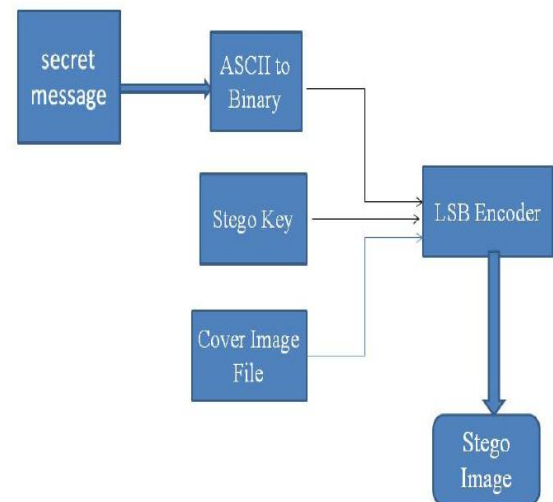 secret
message
ASCII to
Binary
Stego Key
LSB Encoder
Cover Image
File
Stego
Image